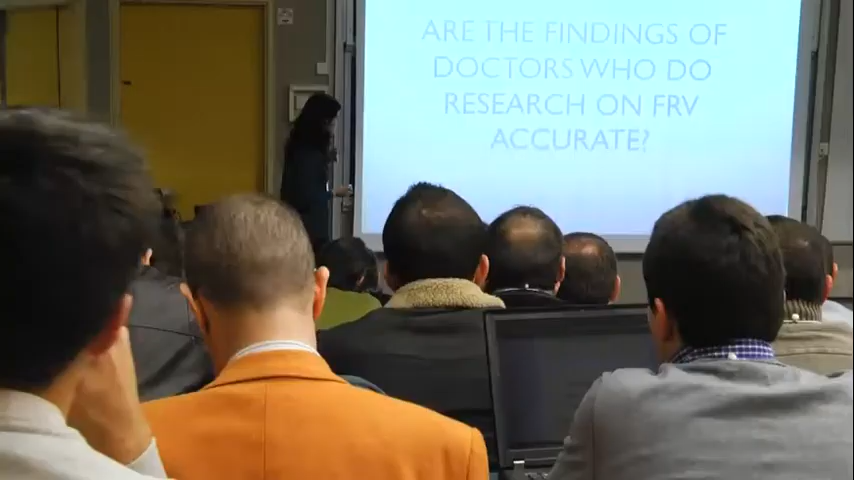 ARE THE FINDINGS OF
DOCTORS WHO DO
RESEARCH ON FRV
ACCURATE?